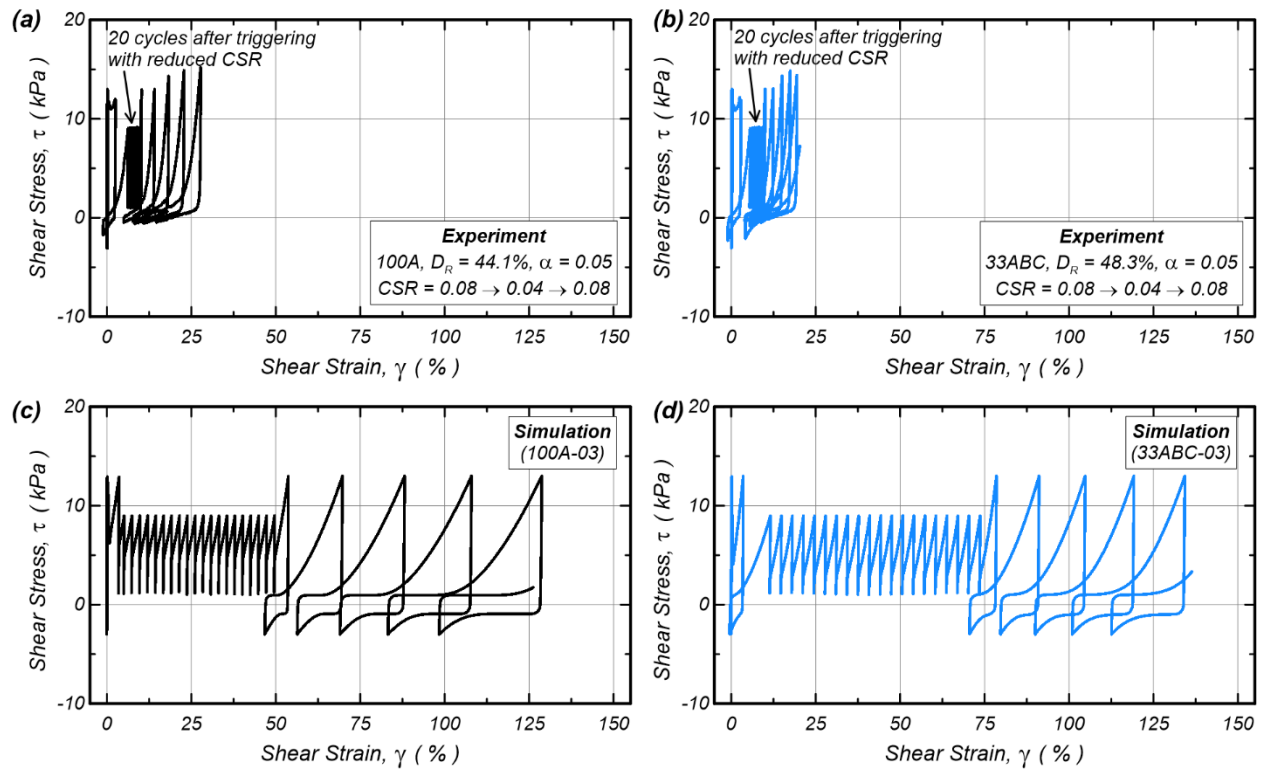 (a)
20 cycles after triggering
with reduced CSR
Shear Stress, τ ( kPa )
20
10
0
-10
0
25
50
75
100
125
150
Shear Strain, γ ( % )
Experiment
100A, D_R = 44.1%, α = 0.05
CSR = 0.08 → 0.04 → 0.08
(b)
20 cycles after triggering
with reduced CSR
Shear Stress, τ ( kPa )
20
10
0
-10
0
25
50
75
100
125
150
Shear Strain, γ ( % )
Experiment
33ABC, D_R = 48.3%, α = 0.05
CSR = 0.08 → 0.04 → 0.08
(c)
Shear Stress, τ ( kPa )
20
10
0
-10
0
25
50
75
100
125
150
Shear Strain, γ ( % )
Simulation
(100A-03)
(d)
Shear Stress, τ ( kPa )
20
10
0
-10
0
25
50
75
100
125
150
Shear Strain, γ ( % )
Simulation
(33ABC-03)